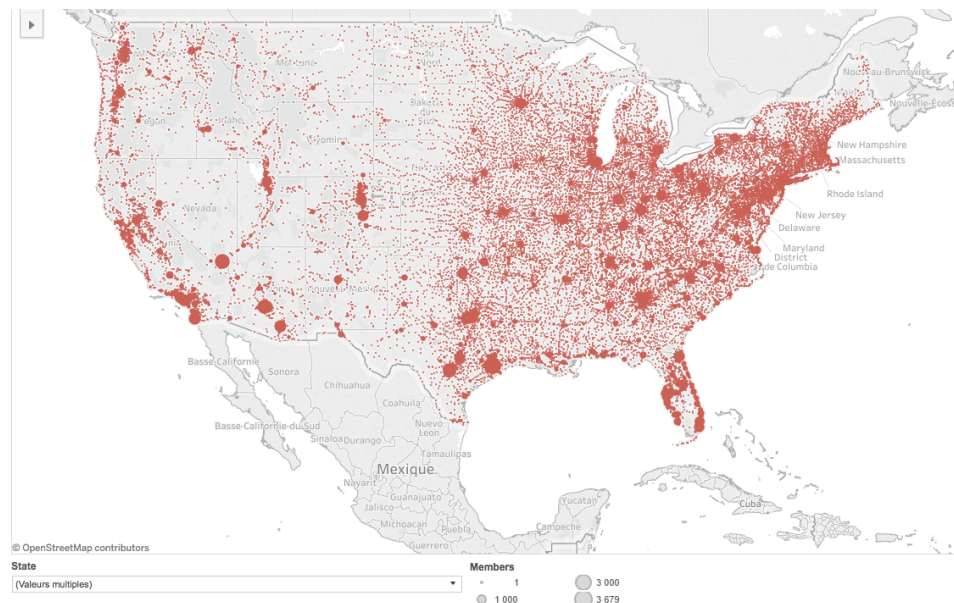 Nouveau-Brunswick
Nouvelle-Écoss
New Hampshire
Massachusetts
Rhode Island
New Jersey
Delaware
Maryland
District
de Columbia
Nevada
Basse-Californie
Sonora
Chihuahua
Coahuila
Basse-Californie-du-Sud
Nuevo
León
Sinaloa
Durango
Tamaulipas
Mexique
Nayarit
Guanajuato
Jalisco
Yucatan
Michoacan
Puebla
Campeche
Guerrero
Cuba
© OpenStreetMap contributors
State
(Valeurs multiples)
Members
1
3 000
1 000
3 679